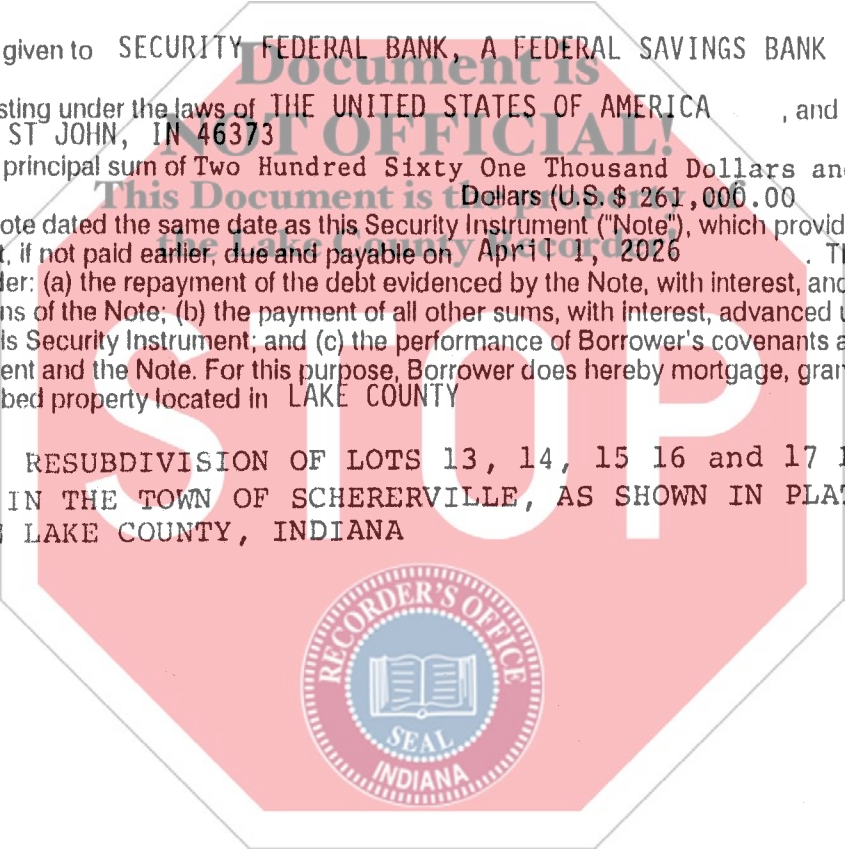 given to SECURITY FEDERAL BANK, A FEDERAL SAVINGS BANK
Document is
sting under the laws of THE UNITED STATES OF AMERICA , and
ST JOHN, IN 46373
NOT OFFICIAL!
principal sum of Two Hundred Sixty One Thousand Dollars an
This Document is the property of
Dollars (U.S.$ 261,000.00
ote dated the same date as this Security Instrument ("Note"), which provid
the Lake County Recorder!
t, if not paid earlier, due and payable on April 1, 2026 . Th
der: (a) the repayment of the debt evidenced by the Note, with interest, and
ns of the Note; (b) the payment of all other sums, with interest, advanced u
is Security Instrument; and (c) the performance of Borrower's covenants a
ent and the Note. For this purpose, Borrower does hereby mortgage, gran
bed property located in LAKE COUNTY
STOP
RESUBDIVISION OF LOTS 13, 14, 15 16 and 17
IN THE TOWN OF SCHERERVILLE, AS SHOWN IN PLAT
LAKE COUNTY, INDIANA
RECORDER'S OFFICE
SEAL
INDIANA